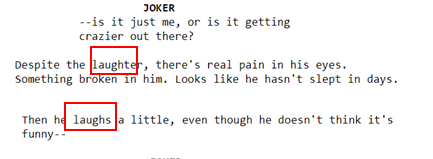 JOKER
--is it just me, or is it getting
crazier out there?
Despite the laughter, there's real pain in his eyes.
Something broken in him. Looks like he hasn't slept in days.
Then he laughs a little, even though he doesn't think it's
funny--